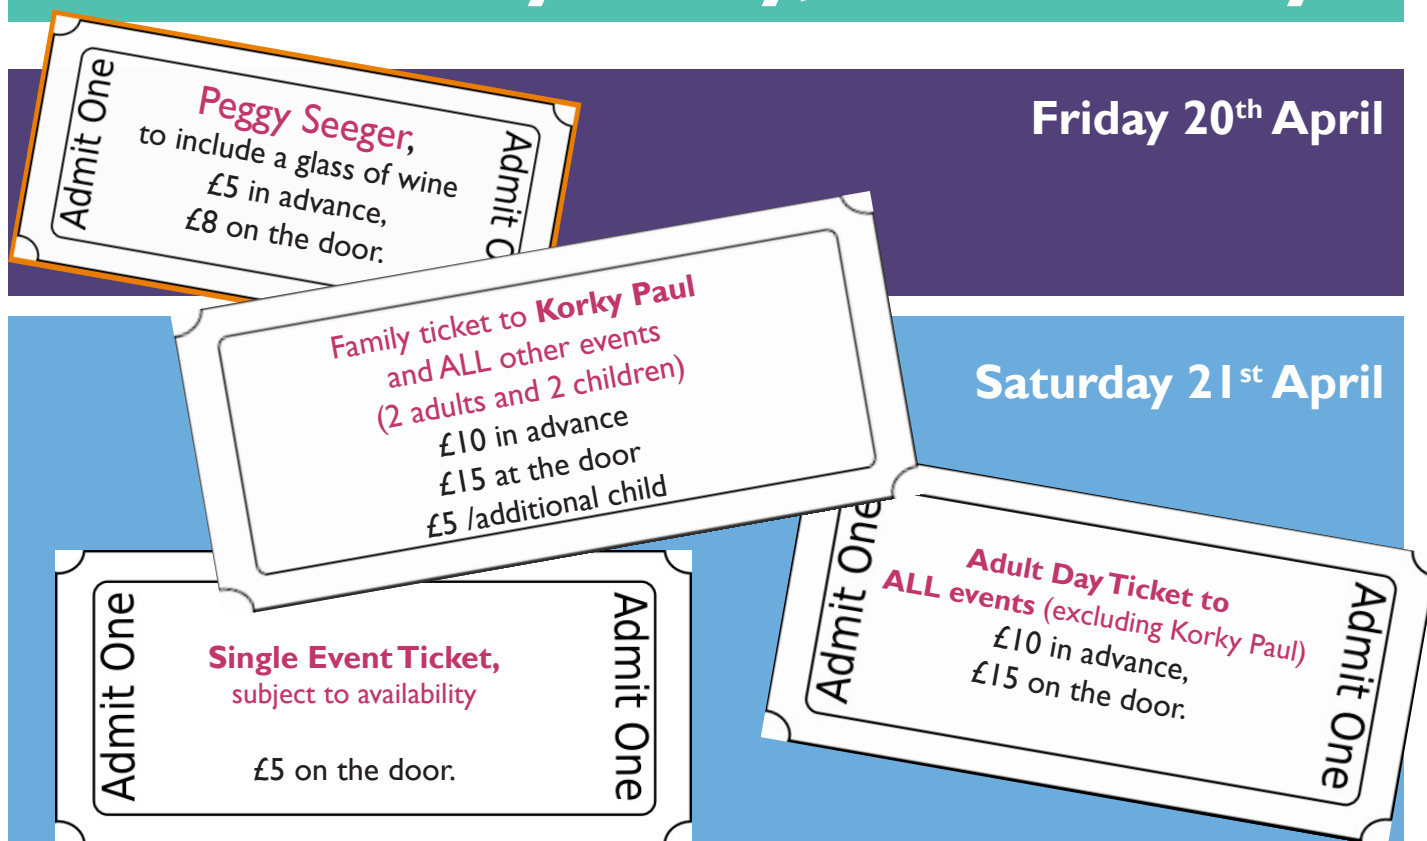 Friday 20th April
Admit One
Peggy Seeger,
to include a glass of wine
£5 in advance,
£8 on the door.
Admit O
Saturday 21st April
Family ticket to Korky Paul
and ALL other events
(2 adults and 2 children)
£10 in advance
£15 at the door
£5 /additional child
Admit One
Single Event Ticket,
subject to availability
£5 on the door.
Admit One
Admit One
Adult Day Ticket to
ALL events (excluding Korky Paul)
£10 in advance,
£15 on the door.
Admit One